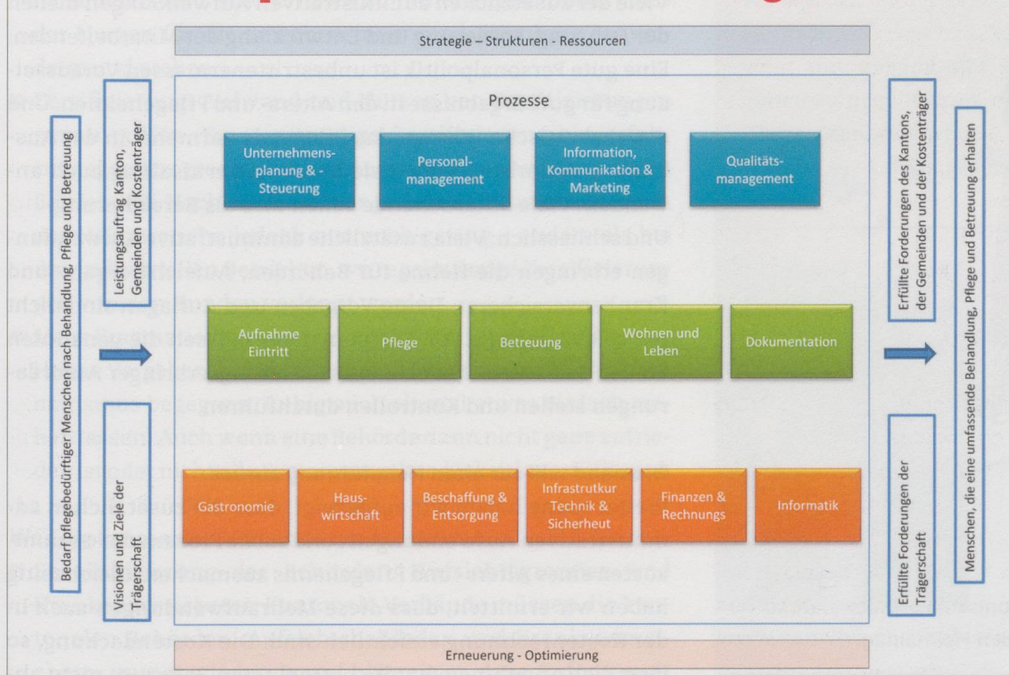 Strategie – Strukturen - Ressourcen
Prozesse
Bedarf pflegebedürftiger Menschen nach Behandlung, Pflege und Betreuung
Leistungsauftrag Kanton,
Gemeinden und Kostenträger
Visionen und Ziele der
Trägerschaft
Unternehmens-
planung & -
Steuerung
Personal-
management
Information,
Kommunikation &
Marketing
Qualitäts-
management
Aufnahme
Eintritt
Pflege
Betreuung
Wohnen und
Leben
Dokumentation
Gastronomie
Haus-
wirtschaft
Beschaffung &
Entsorgung
Infrastrutkur
Technik &
Sicherheut
Finanzen &
Rechnungs
Informatik
Erfüllte Forderungen des Kantons,
der Gemeinden und der Kostenträger
Erfüllte Forderungen der
Trägerschaft
Menschen, die eine umfassende Behandlung, Pflege und Betreuung erhalten
Erneuerung - Optimierung